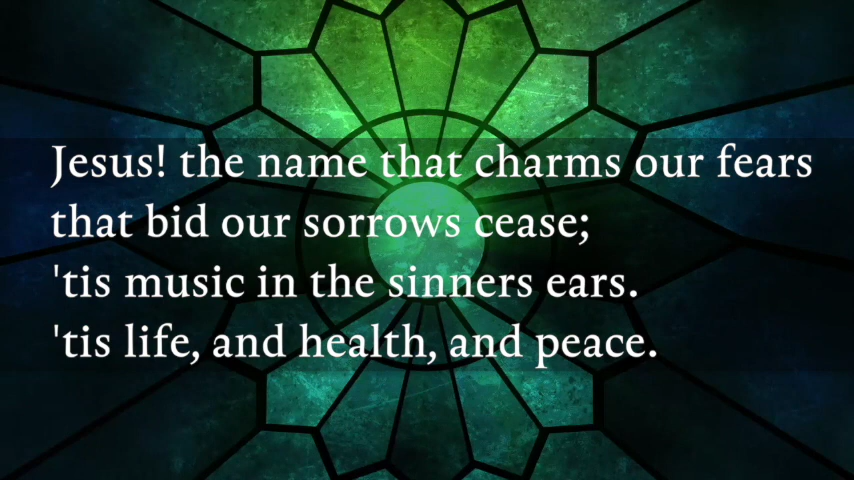 Jesus! the name that charms our fears
that bid our sorrows cease;
'tis music in the sinners ears.
'tis life, and health, and peace.